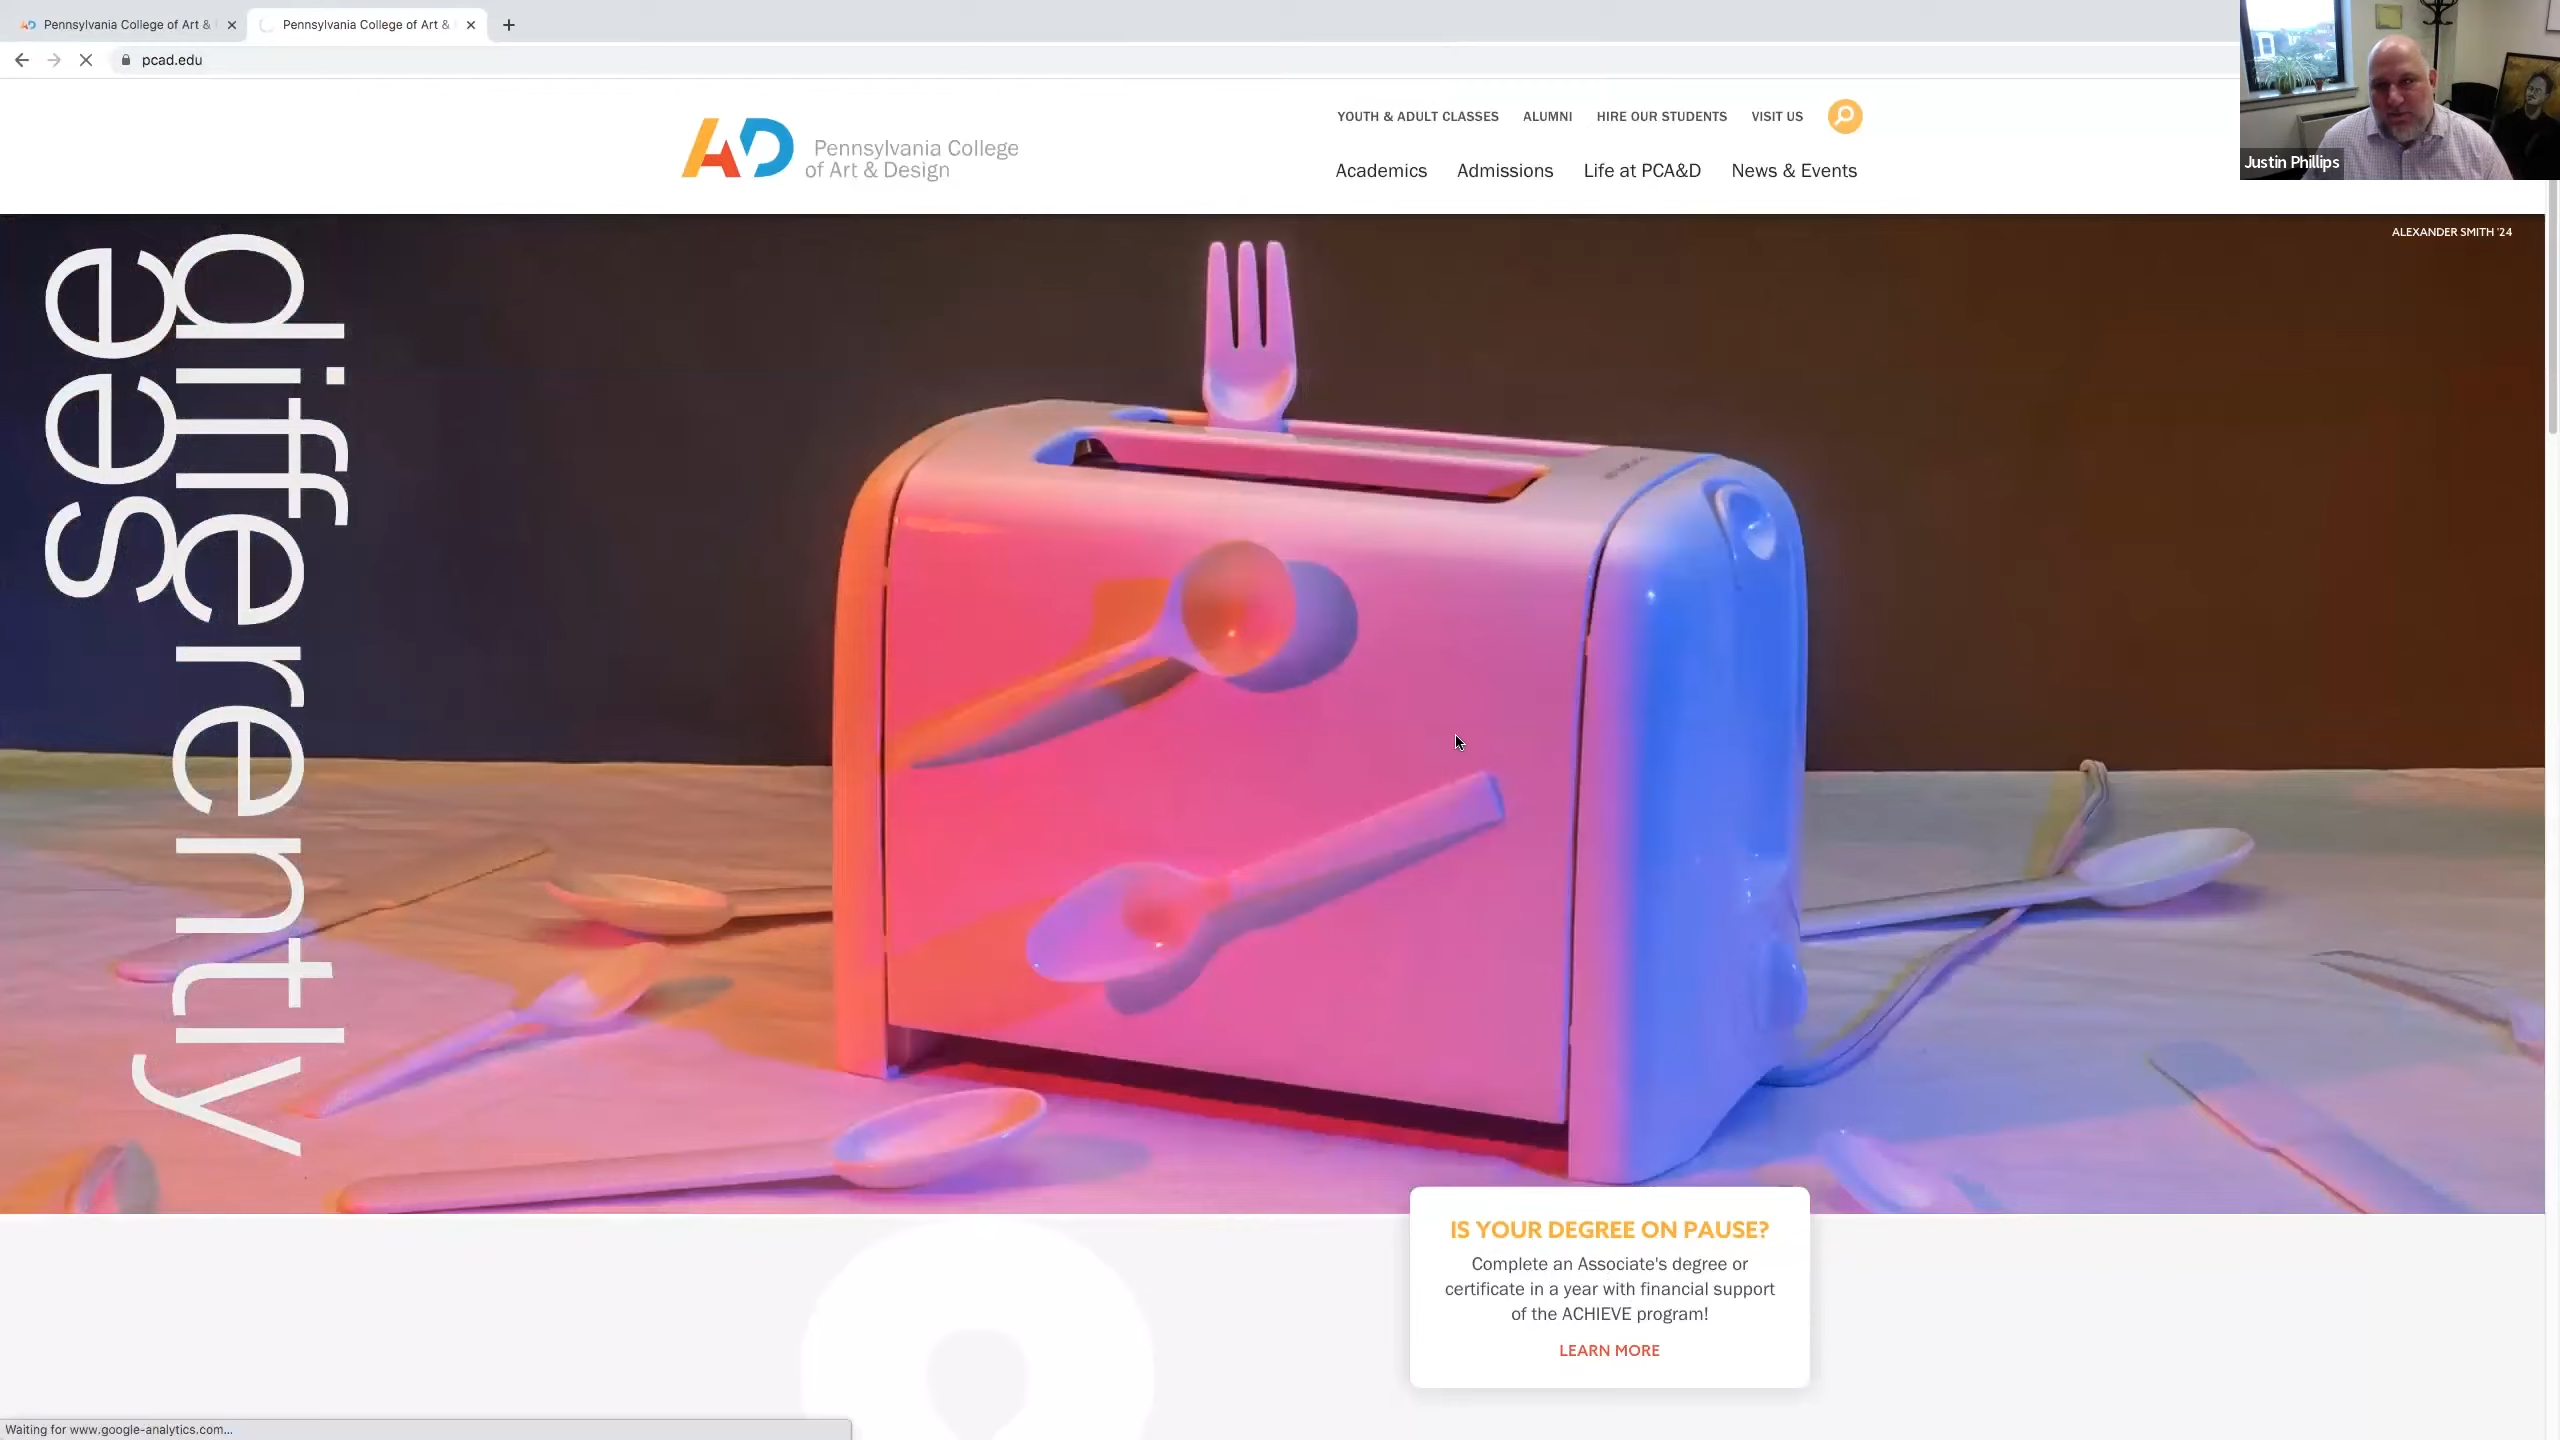 Pennsylvania College of Art &
Pennsylvania College of Art &
pcad.edu
YOUTH & ADULT CLASSES
ALUMNI
HIRE OUR STUDENTS
VISIT US
AD
Pennsylvania College
of Art & Design
Academics
Admissions
Life at PCA&D
News & Events
Justin Phillips
ALEXANDER SMITH '24
see
differently
IS YOUR DEGREE ON PAUSE?
Complete an Associate's degree or
certificate in a year with financial support
of the ACHIEVE program!
LEARN MORE
Waiting for www.google-analytics.com...